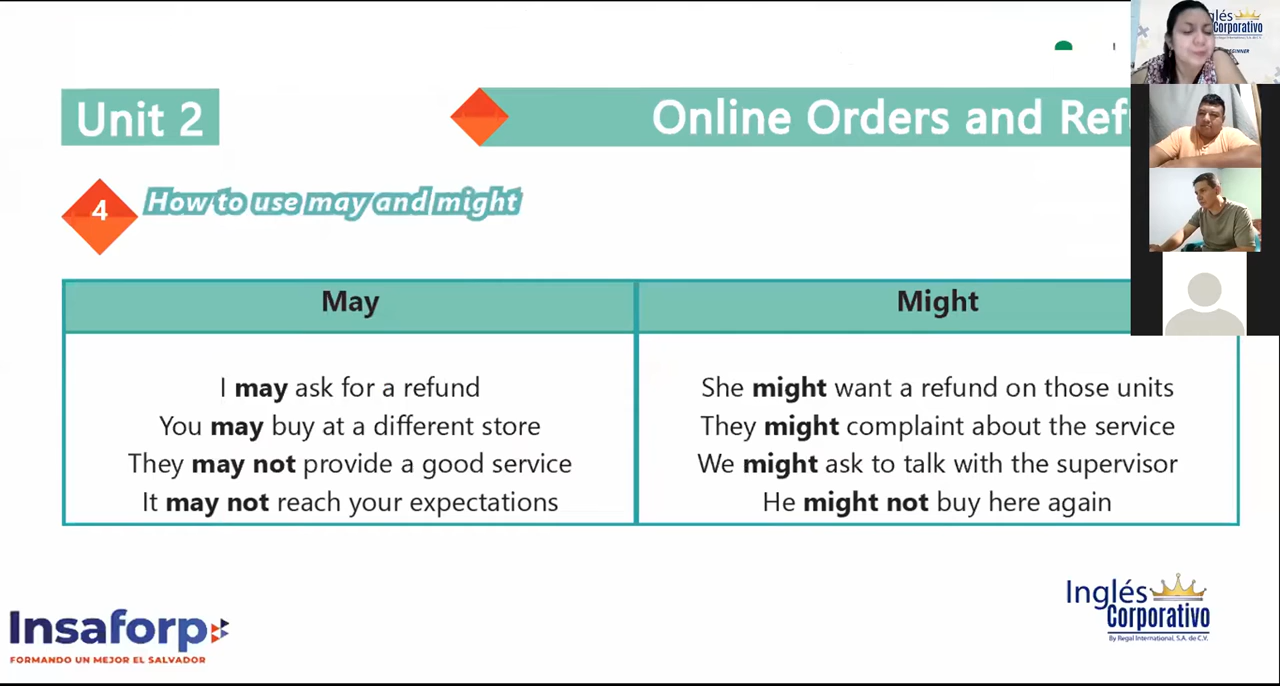 Unit 2
Online Orders and Ref
4
How to use may and might
May
Might
I may ask for a refund
You may buy at a different store
They may not provide a good service
It may not reach your expectations
She might want a refund on those units
They might complaint about the service
We might ask to talk with the supervisor
He might not buy here again
Insaforp
FORMANDO UN MEJOR EL SALVADOR
Inglés
Corporativo
By Regal International, S.A. de C.V.
glés
Corporativo